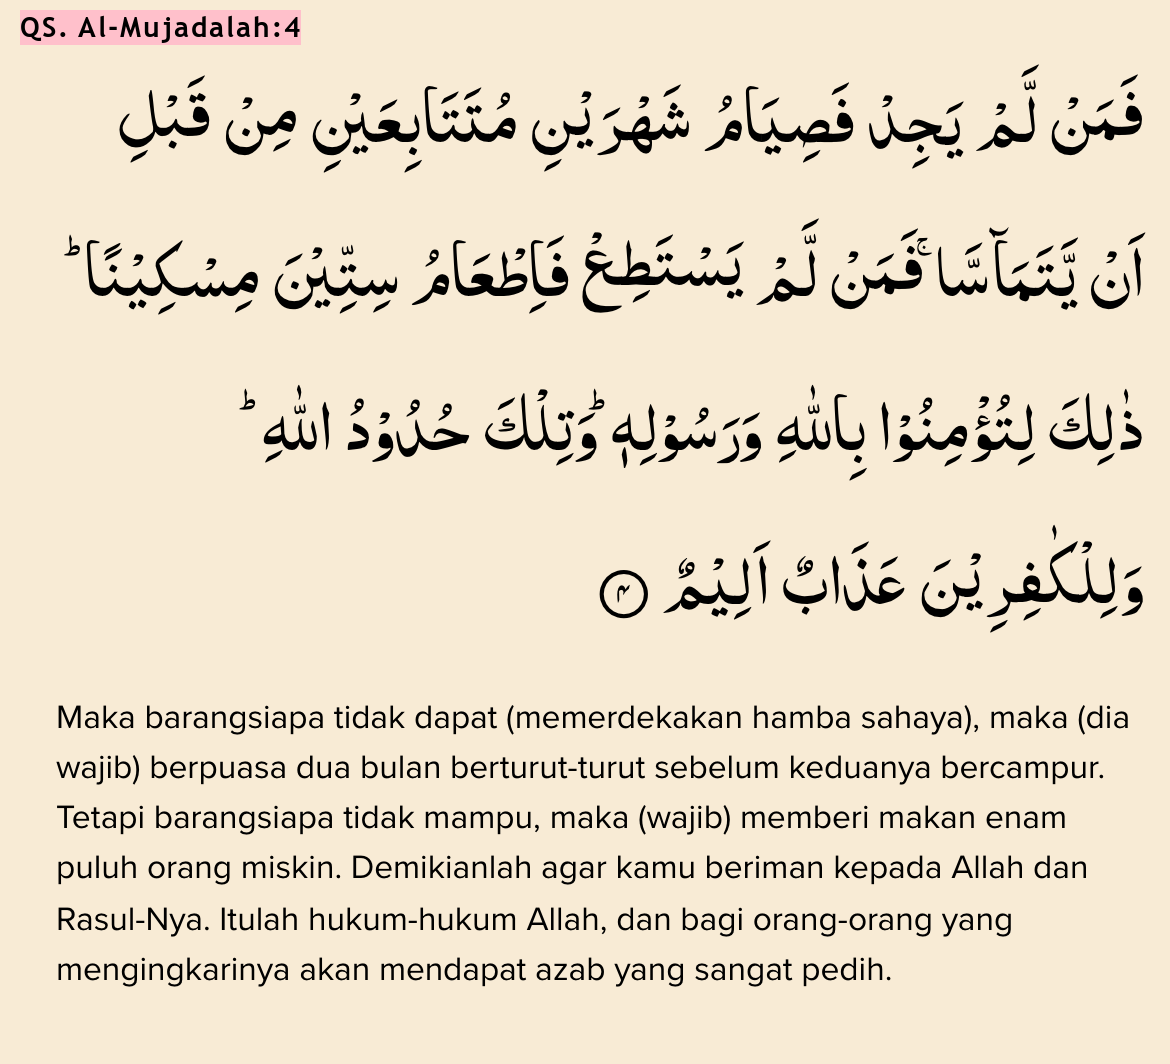 QS. Al-Mujadalah:4
فَمَنْ لَّمْ يَجِدْ فَصِيَامُ شَهْرَيْنِ مُتَتَابِعَيْنِ مِنْ قَبْلِ
اَنْ يَّتَمَاۤسَّاۚ فَمَنْ لَّمْ يَسْتَطِعْ فَاِطْعَامُ سِتِّيْنَ مِسْكِيْنًاۗ
ذٰلِكَ لِتُؤْمِنُوْا بِاللّٰهِ وَرَسُوْلِهٖۗ وَتِلْكَ حُدُوْدُ اللّٰهِ ۗ
وَلِلْكٰفِرِيْنَ عَذَابٌ اَلِيْمٌ ٤
Maka barangsiapa tidak dapat (memerdekakan hamba sahaya), maka (dia
wajib) berpuasa dua bulan berturut-turut sebelum keduanya bercampur.
Tetapi barangsiapa tidak mampu, maka (wajib) memberi makan enam
puluh orang miskin. Demikianlah agar kamu beriman kepada Allah dan
Rasul-Nya. Itulah hukum-hukum Allah, dan bagi orang-orang yang
mengingkarinya akan mendapat azab yang sangat pedih.